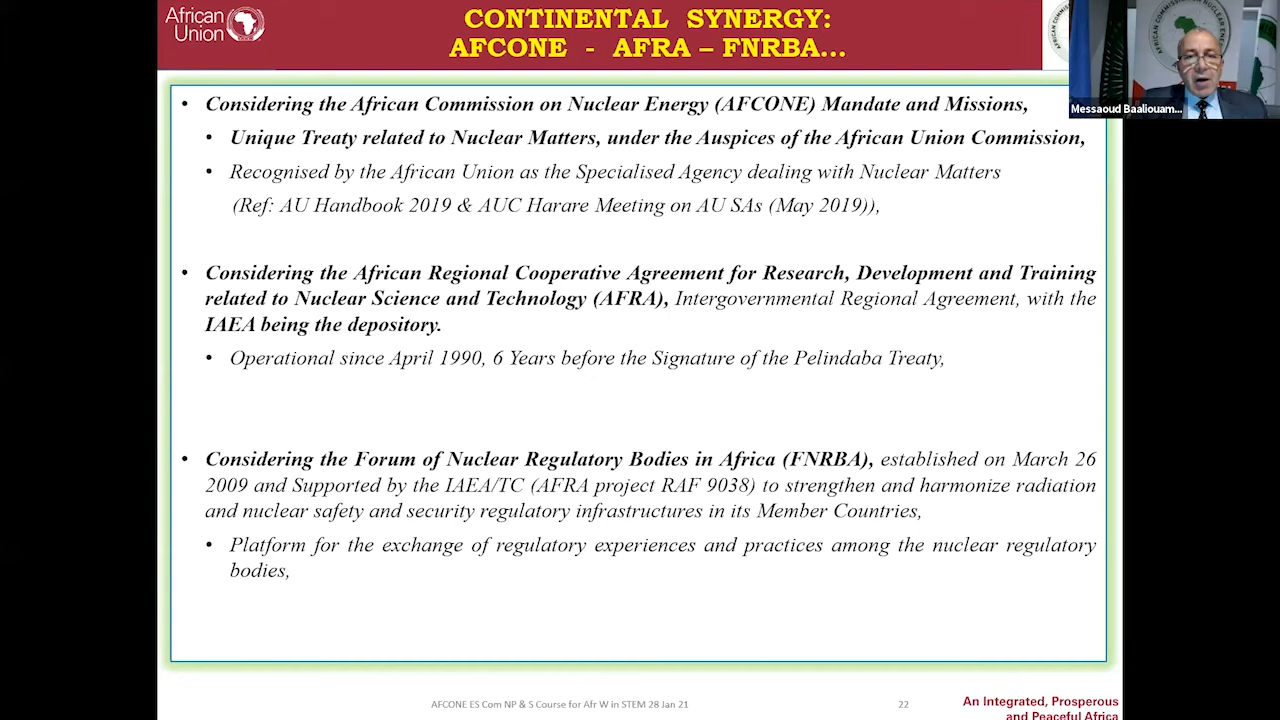 African
Union
CONTINENTAL SYNERGY:
AFCONE - AFRA – FNRBA...
Messaoud Baaliouam...
• Considering the African Commission on Nuclear Energy (AFCONE) Mandate and Missions,
• Unique Treaty related to Nuclear Matters, under the Auspices of the African Union Commission,
• Recognised by the African Union as the Specialised Agency dealing with Nuclear Matters
(Ref: AU Handbook 2019 & AUC Harare Meeting on AU SAs (May 2019)),
• Considering the African Regional Cooperative Agreement for Research, Development and Training
related to Nuclear Science and Technology (AFRA), Intergovernmental Regional Agreement, with the
IAEA being the depository.
• Operational since April 1990, 6 Years before the Signature of the Pelindaba Treaty,
• Considering the Forum of Nuclear Regulatory Bodies in Africa (FNRBA), established on March 26
2009 and Supported by the IAEA/TC (AFRA project RAF 9038) to strengthen and harmonize radiation
and nuclear safety and security regulatory infrastructures in its Member Countries,
• Platform for the exchange of regulatory experiences and practices among the nuclear regulatory
bodies,
AFCONE ES Com NP & S Course for Afr W in STEM 28 Jan 21
22
An Integrated, Prosperous
and Peaceful Africa